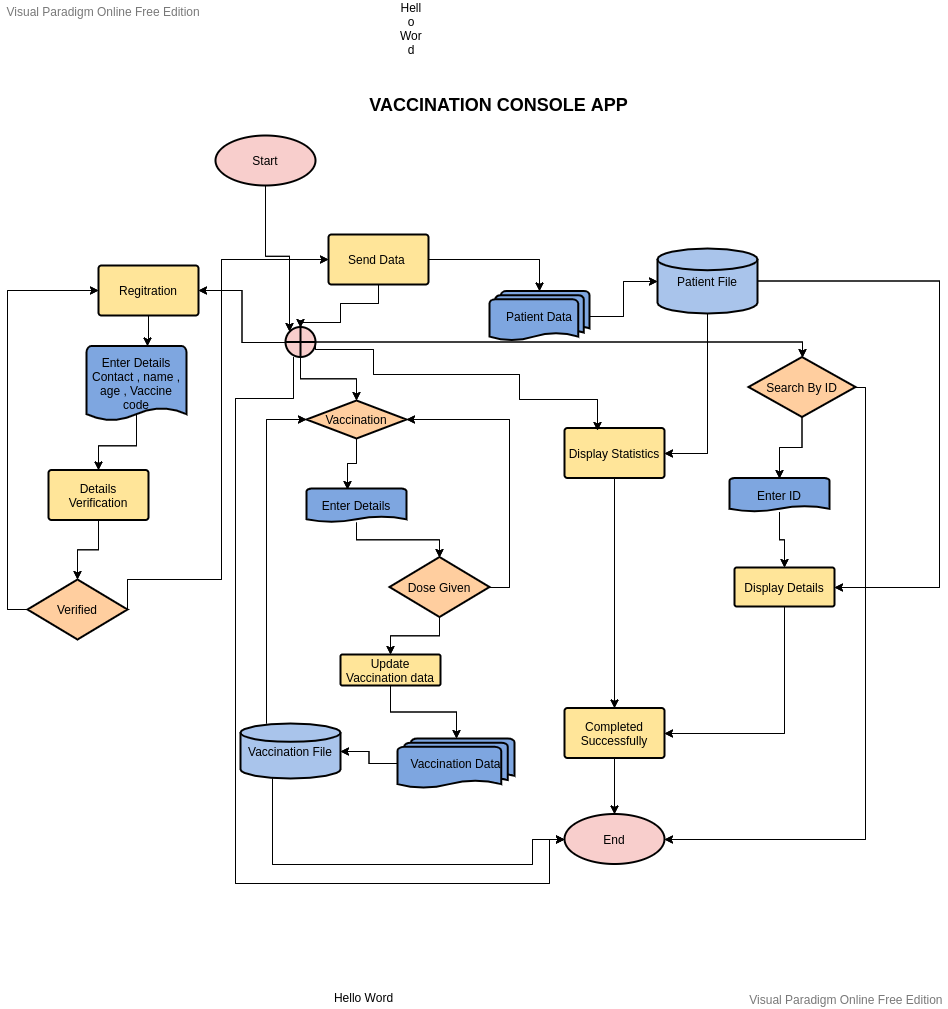 Visual Paradigm Online Free Edition
Hell
o
Wor
d
VACCINATION CONSOLE APP
Start
Send Data
Regitration
Patient File
Patient Data
Enter Details
Contact , name ,
age , Vaccine
code
Search By ID
Vaccination
Display Statistics
Details
Verification
Enter Details
Enter ID
Dose Given
Display Details
Verified
Update
Vaccination data
Completed
Successfully
Vaccination File
Vaccination Data
End
Hello Word
Visual Paradigm Online Free Edition